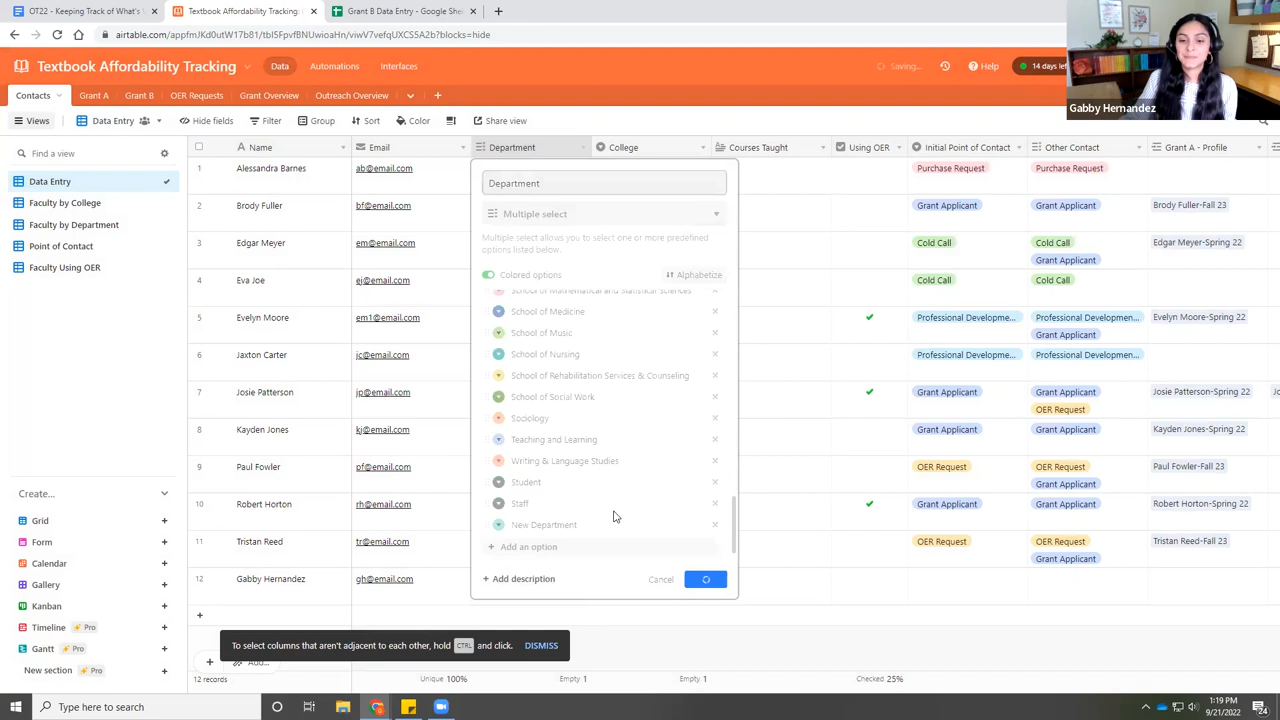 OT22 - Keeping Track of What's
Textbook Affordability Tracking:
Grant B Data Entry - Google She
airtable.com/appfmJKd0utW17b81/
?blocks=hide
Textbook Affordability Tracking
Data
Automations
Interfaces
Saving...
Help
14 days left
Gabby Hernandez
Contacts
Grant A
Grant B
OER Requests
Grant Overview
Outreach Overview
Views
Data Entry
Hide fields
Filter
Group
Sort
Color
Share view
Find a view
Data Entry
Faculty by College
Faculty by Department
Point of Contact
Faculty Using OER
Create...
Grid
Form
Calendar
Gallery
Kanban
Timeline Pro
Gantt Pro
New section Pro
Name Email Department College Courses Taught Using OER Initial Point of Contact Other Contact Grant A - Profile
1 Alessandra Barnes ab@email.com Purchase Request Purchase Request
2 Brody Fuller bf@email.com Grant Applicant Grant Applicant Brody Fuller-Fall 23
3 Edgar Meyer em@email.com Cold Call Cold Call Edgar Meyer-Spring 22
Grant Applicant
4 Eva Joe ej@email.com Cold Call Cold Call
5 Evelyn Moore em1@email.com Professional Developme... Professional Developmen... Evelyn Moore-Spring 22
Grant Applicant
6 Jaxton Carter jc@email.com Professional Developme... Professional Developmen...
7 Josie Patterson jp@email.com Grant Applicant Grant Applicant Josie Patterson-Spring 22
OER Request
8 Kayden Jones kj@email.com Grant Applicant Grant Applicant Kayden Jones-Spring 22
9 Paul Fowler pf@email.com OER Request OER Request Paul Fowler-Fall 23
Grant Applicant
10 Robert Horton rh@email.com Grant Applicant Grant Applicant Robert Horton-Spring 22
11 Tristan Reed tr@email.com OER Request OER Request Tristan Reed-Fall 23
Grant Applicant
12 Gabby Hernandez gh@email.com
Department
Multiple select
Multiple select allows you to select one or more predefined
options listed below.
Colored options
Alphabetize
School of Mathematical and Statistical Sciences
School of Medicine
School of Music
School of Nursing
School of Rehabilitation Services & Counseling
School of Social Work
Sociology
Teaching and Learning
Writing & Language Studies
Student
Staff
New Department
+ Add an option
+ Add description
Cancel
To select columns that aren't adjacent to each other, hold CTRL and click. DISMISS
Add...
12 records
Unique 100%
Empty 1
Empty 1
Checked 25%
Type here to search
1:19 PM
9/21/2022
24